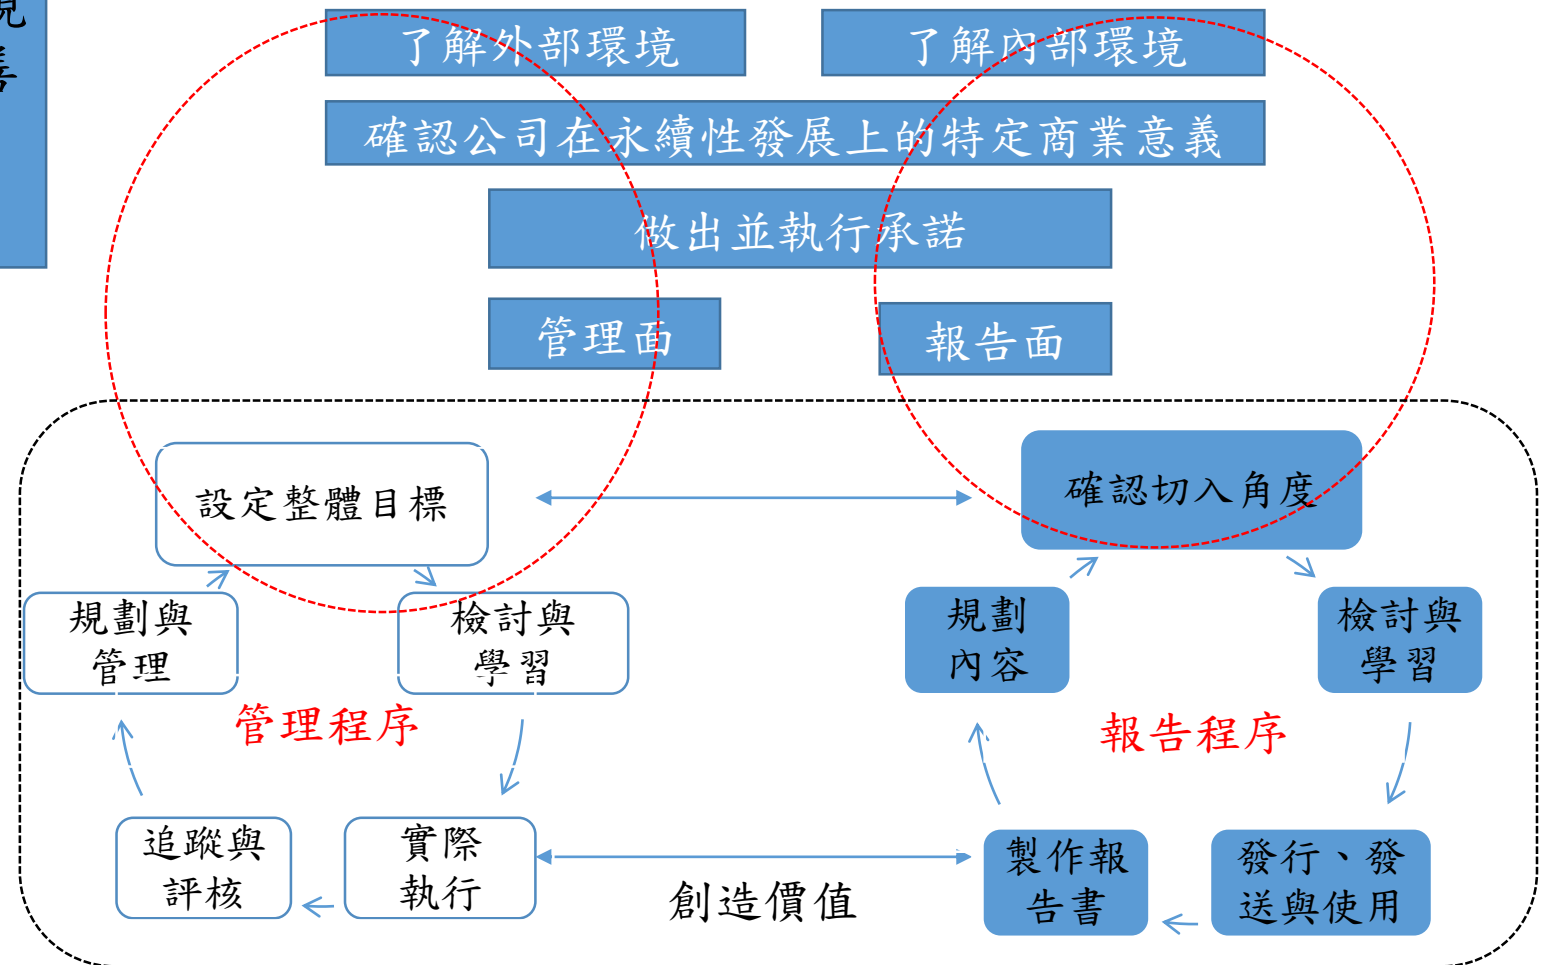 善
了解外部環境
了解內部環境
確認公司在永續性發展上的特定商業意義
做出並執行承諾
管理面
報告面
設定整體目標
確認切入角度
規劃與
管理
檢討與
學習
規劃
內容
檢討與
學習
管理程序
報告程序
追蹤與
評核
實際
執行
創造價值
製作報
告書
發行、發
送與使用